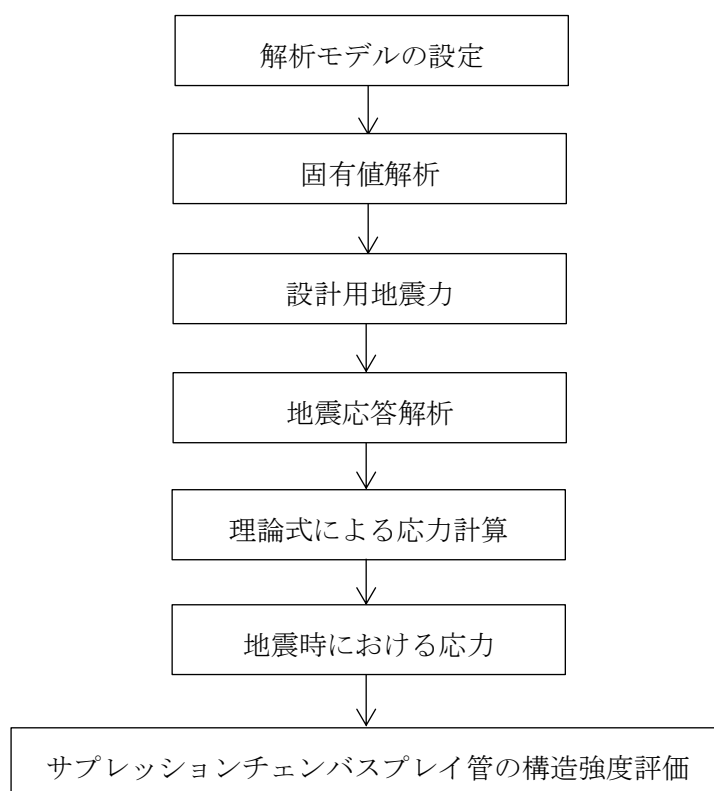 解析モデルの設定
固有値解析
設計用地震力
地震応答解析
理論式による応力計算
地震時における応力
サプレッションチェンバスプレイ管の構造強度評価